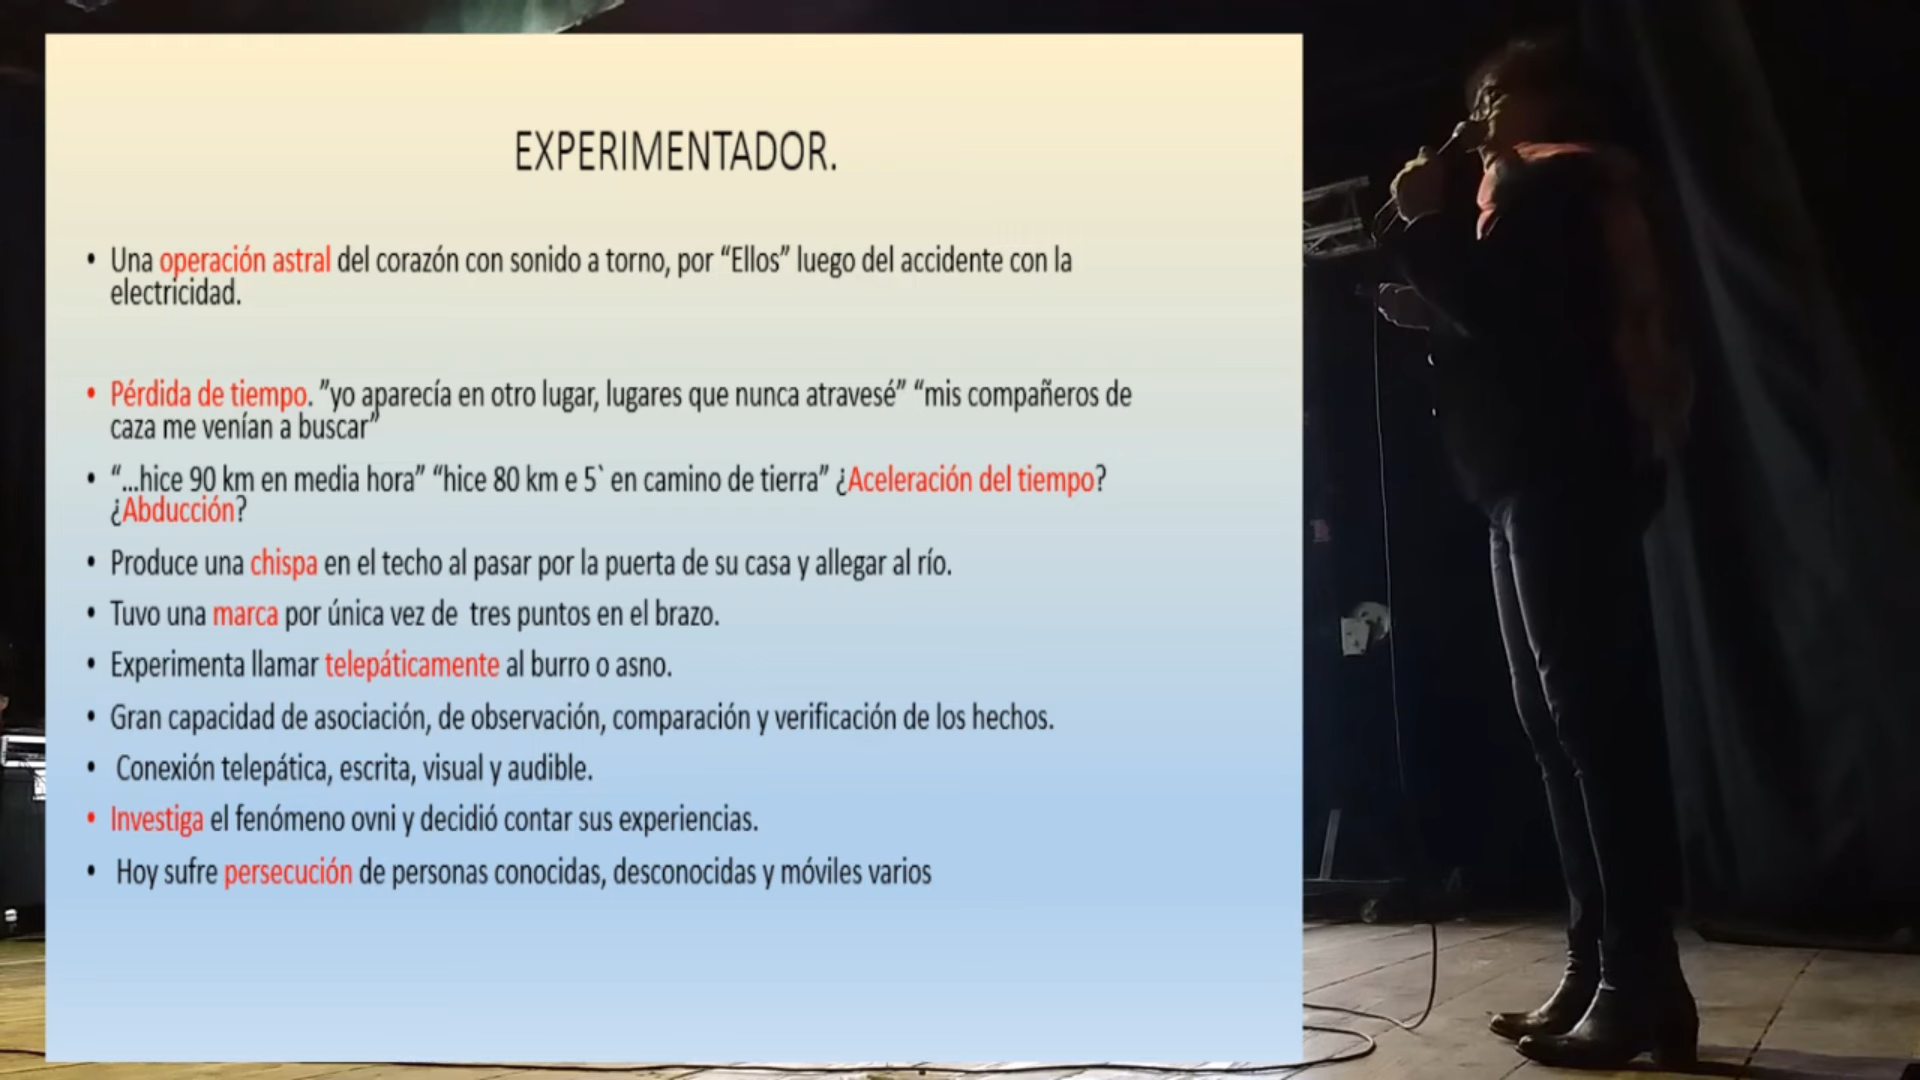 EXPERIMENTADOR.
• Una operación astral del corazón con sonido a torno, por “Ellos” luego del accidente con la
electricidad.
• Pérdida de tiempo. ”yo aparecía en otro lugar, lugares que nunca atravesé” “mis compañeros de
caza me venían a buscar”
• “...hice 90 km en media hora” “hice 80 km e 5` en camino de tierra” ¿Aceleración del tiempo?
¿Abducción?
• Produce una chispa en el techo al pasar por la puerta de su casa y allegar al río.
• Tuvo una marca por única vez de tres puntos en el brazo.
• Experimenta llamar telepáticamente al burro o asno.
• Gran capacidad de asociación, de observación, comparación y verificación de los hechos.
• Conexión telepática, escrita, visual y audible.
• Investiga el fenómeno ovni y decidió contar sus experiencias.
• Hoy sufre persecución de personas conocidas, desconocidas y móviles varios